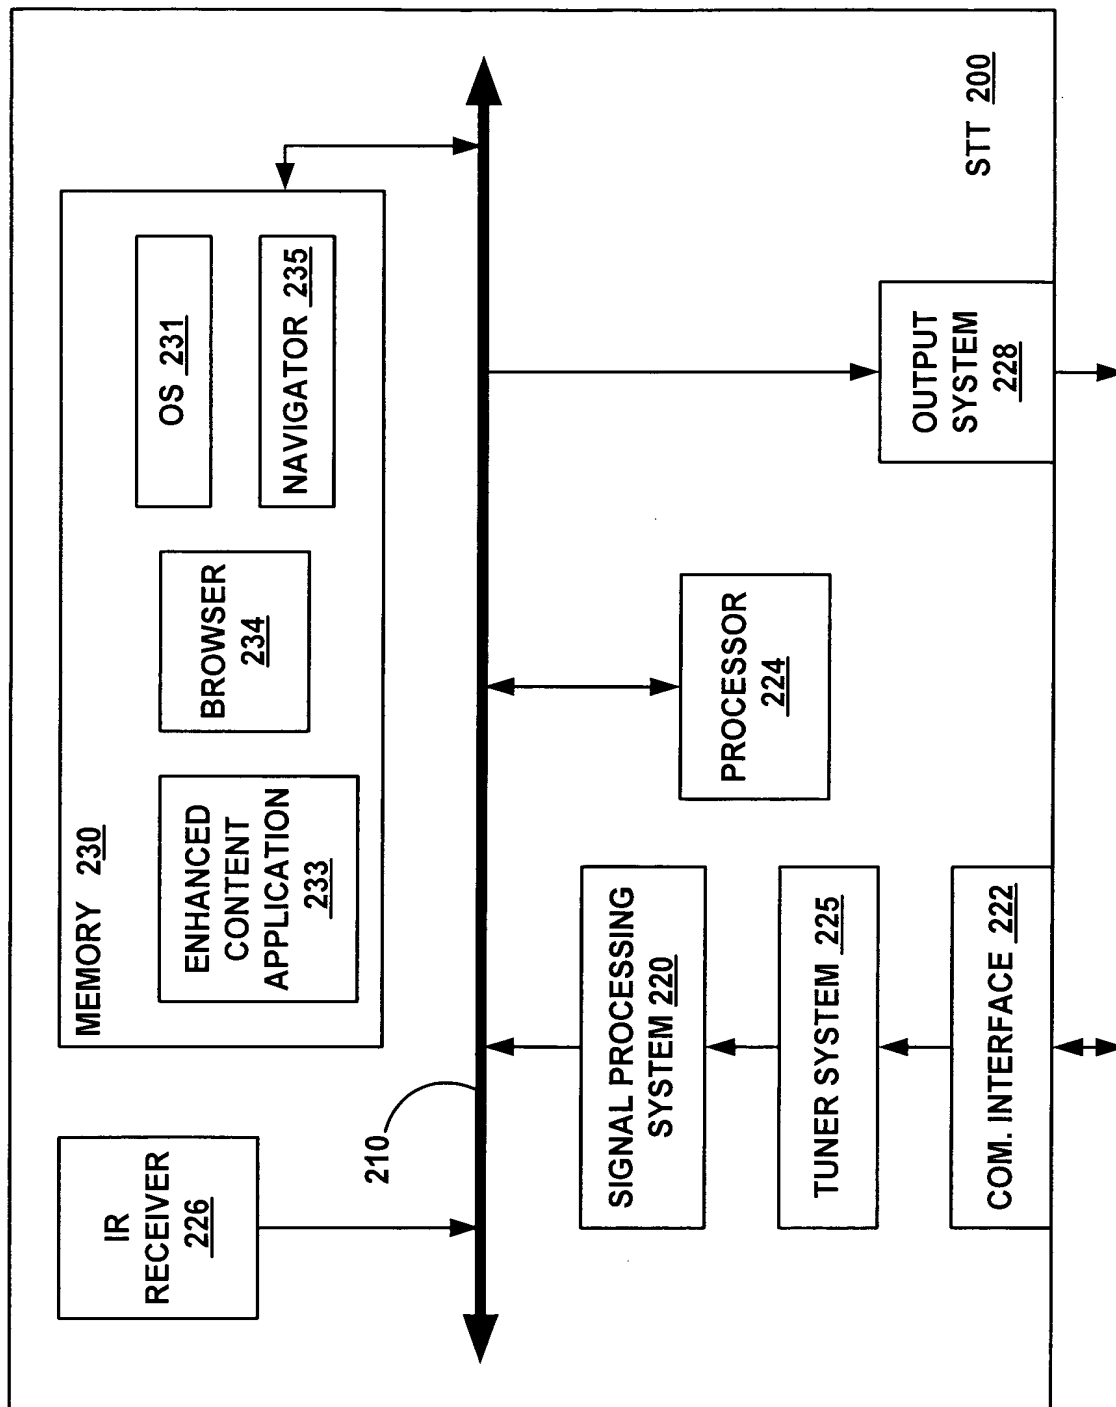 IR
RECEIVER
226
MEMORY 230
ENHANCED
CONTENT
APPLICATION
233
BROWSER
234
OS 231
NAVIGATOR 235
210
SIGNAL PROCESSING
SYSTEM 220
TUNER SYSTEM 225
COM. INTERFACE 222
PROCESSOR
224
OUTPUT
SYSTEM
228
STT 200